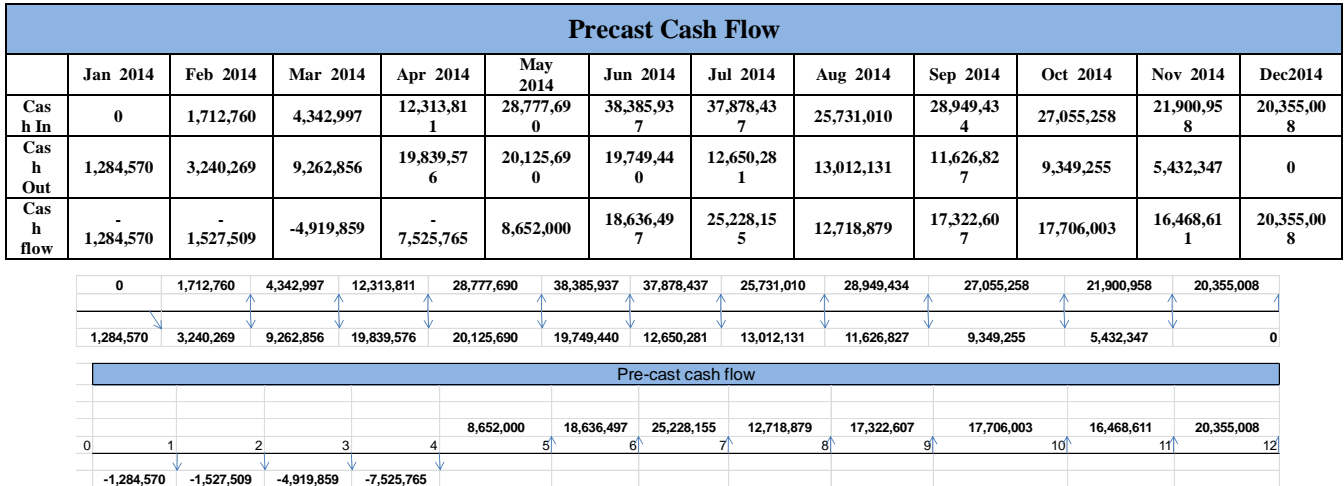 Precast Cash Flow
Jan 2014 Feb 2014 Mar 2014 Apr 2014 May 2014 Jun 2014 Jul 2014 Aug 2014 Sep 2014 Oct 2014 Nov 2014 Dec2014
Cash In 0 1,712,760 4,342,997 12,313,811 28,777,690 38,385,937 37,878,437 25,731,010 28,949,434 27,055,258 21,900,958 20,355,008
Cash Out 1,284,570 3,240,269 9,262,856 19,839,576 20,125,690 19,749,440 12,650,281 13,012,131 11,626,827 9,349,255 5,432,347 0
Cash flow -1,284,570 -1,527,509 -4,919,859 -7,525,765 8,652,000 18,636,497 25,228,155 12,718,879 17,322,607 17,706,003 16,468,611 20,355,008
0 1,712,760 4,342,997 12,313,811 28,777,690 38,385,937 37,878,437 25,731,010 28,949,434 27,055,258 21,900,958 20,355,008
1,284,570 3,240,269 9,262,856 19,839,576 20,125,690 19,749,440 12,650,281 13,012,131 11,626,827 9,349,255 5,432,347 0
Pre-cast cash flow
8,652,000 18,636,497 25,228,155 12,718,879 17,322,607 17,706,003 16,468,611 20,355,008
0 1 2 3 4 5 6 7 8 9 10 11 12
-1,284,570 -1,527,509 -4,919,859 -7,525,765